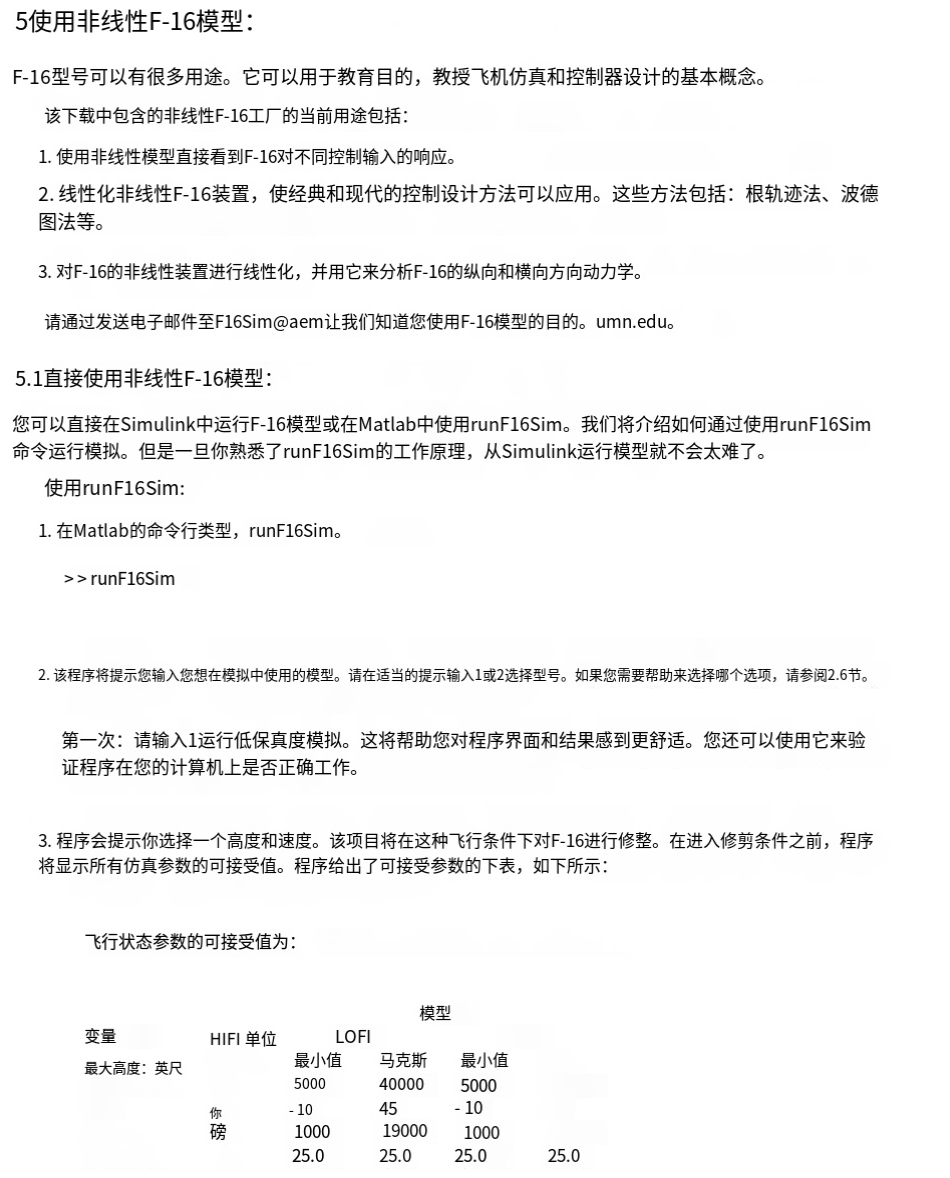 5使用非线性F-16模型：
F-16型号可以有很多用途。它可以用于教育目的，教授飞机仿真和控制器设计的基本概念。
该下载中包含的非线性F-16工厂的当前用途包括：
1. 使用非线性模型直接看到F-16对不同控制输入的响应。
2. 线性化非线性F-16装置，使经典和现代的控制设计方法可以应用。这些方法包括：根轨迹法、波德
图法等。
3. 对F-16的非线性装置进行线性化，并用它来分析F-16的纵向和横向方向动力学。
请通过发送电子邮件至F16Sim@aem让我们知道您使用F-16模型的目的。umn.edu。
5.1直接使用非线性F-16模型：
您可以直接在Simulink中运行F-16模型或在Matlab中使用runF16Sim。我们将介绍如何通过使用runF16Sim
命令运行模拟。但是一旦你熟悉了runF16Sim的工作原理，从Simulink运行模型就不会太难了。
使用runF16Sim:
1. 在Matlab的命令行类型，runF16Sim。
>> runF16Sim
2. 该程序将提示您输入您想在模拟中使用的模型。请在适当的提示输入1或2选择型号。如果您需要帮助来选择哪个选项，请参阅2.6节。
第一次：请输入1运行低保真度模拟。这将帮助您对程序界面和结果感到更舒适。您还可以使用它来验
证程序在您的计算机上是否正确工作。
3. 程序会提示你选择一个高度和速度。该项目将在这种飞行条件下对F-16进行修整。在进入修剪条件之前，程序
将显示所有仿真参数的可接受值。程序给出了可接受参数的下表，如下所示：
飞行状态参数的可接受值为：
模型
变量 HIFI 单位 LOFI
最大高度：英尺 最小值 马克斯 最小值
5000 40000 5000
你 - 10 45 - 10
磅 1000 19000 1000
25.0 25.0 25.0 25.0